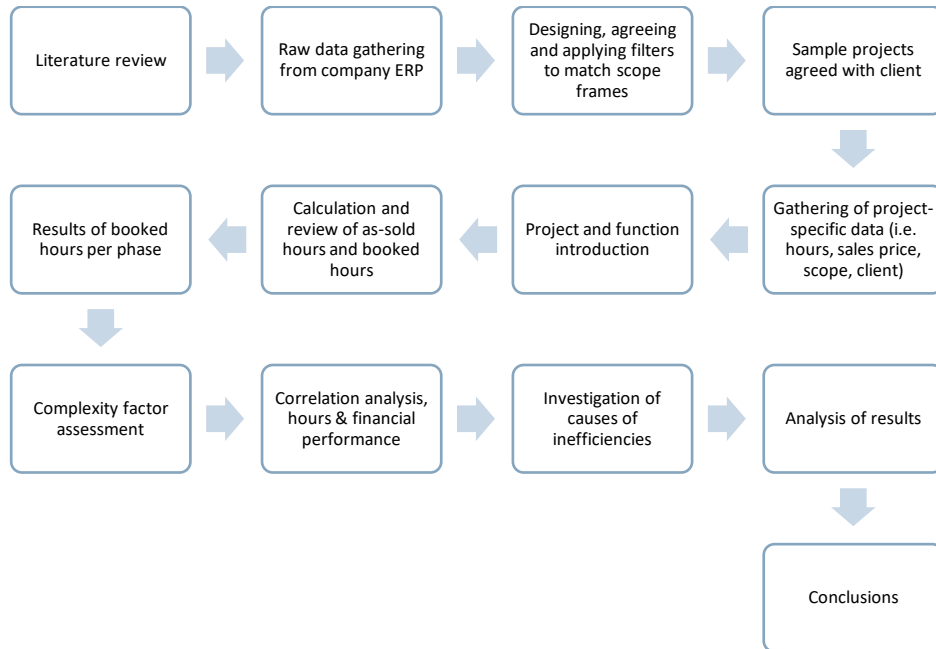 Literature review
Raw data gathering
from company ERP
Designing, agreeing
and applying filters
to match scope
frames
Sample projects
agreed with client
Gathering of project-
specific data (i.e.
hours, sales price,
scope, client)
Project and function
introduction
Calculation and
review of as-sold
hours and booked
hours
Results of booked
hours per phase
Complexity factor
assessment
Correlation analysis,
hours & financial
performance
Investigation of
causes of
inefficiencies
Analysis of results
Conclusions